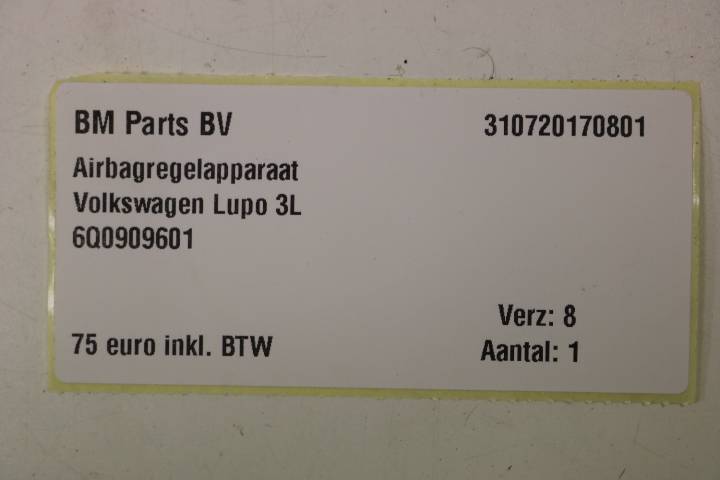 BM Parts BV 310720170801
Airbagregelapparaat
Volkswagen Lupo 3L
6Q0909601
Verz: 8
75 euro inkl. BTW Aantal: 1